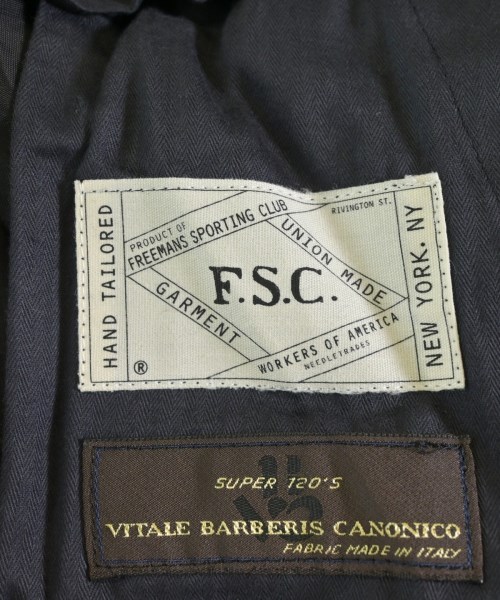 HAND TAILORED
PRODUCT OF
FREEMANS SPORTING CLUB
RIVINGTON ST.
UNION MADE
F.S.C.
GARMENT
WORKERS OF AMERICA
NEEDLETRADES
®
NEW YORK. NY
SUPER 120'S
VITALE BARBERIS CANONICO
FABRIC MADE IN ITALY